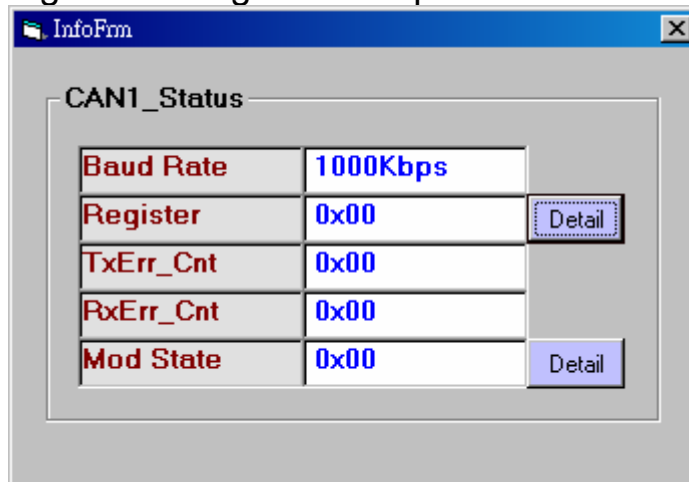 InfoFrm
CAN1_Status
Baud Rate 1000Kbps
Register 0x00 Detail
TxErr_Cnt 0x00
RxErr_Cnt 0x00
Mod State 0x00 Detail